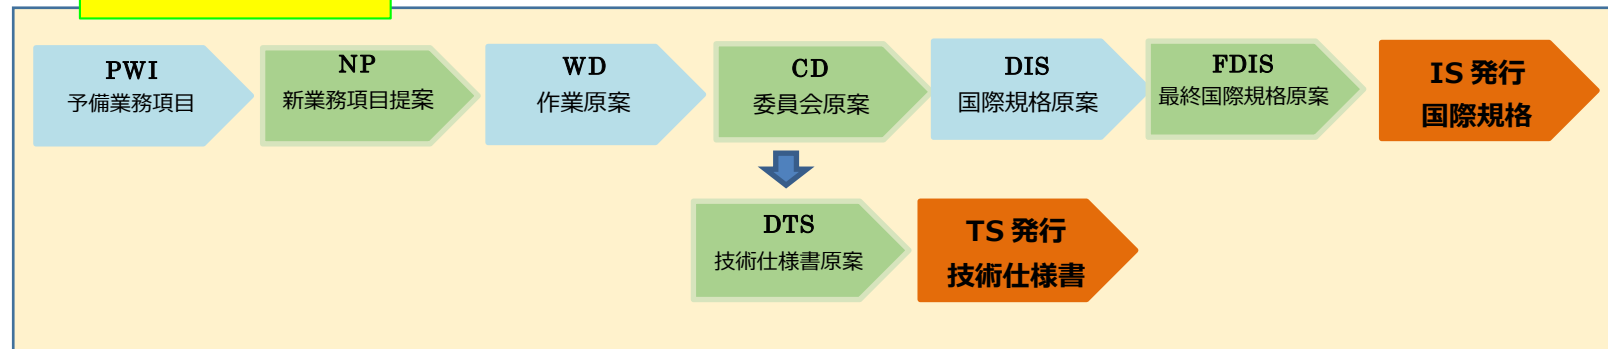 PWI
予備業務項目
NP
新業務項目提案
WD
作業原案
CD
委員会原案
DIS
国際規格原案
FDIS
最終国際規格原案
IS 発行
国際規格
DTS
技術仕様書原案
TS 発行
技術仕様書